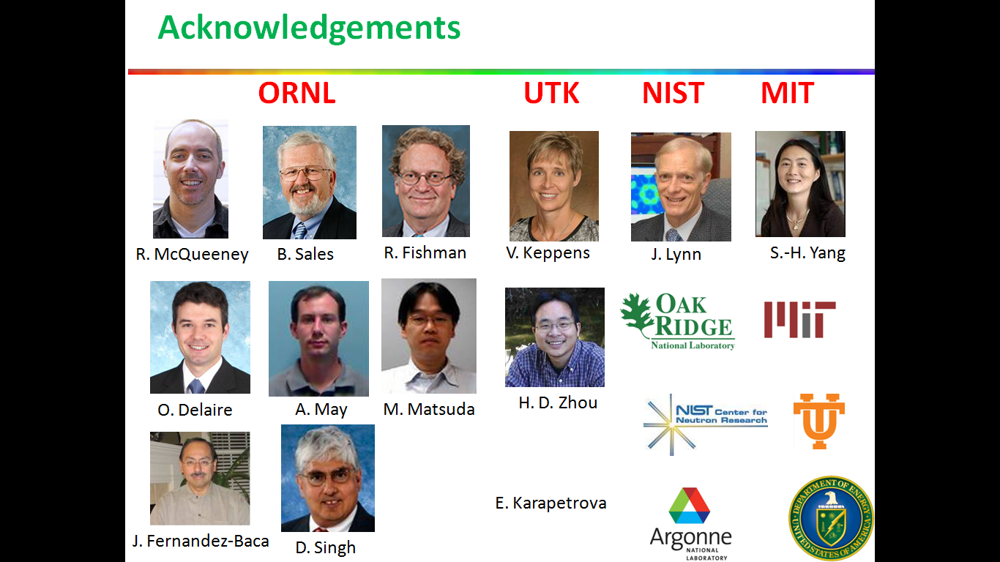 Acknowledgements
ORNL
UTK
NIST
MIT
R. McQueeney
B. Sales
R. Fishman
V. Keppens
J. Lynn
S.-H. Yang
O. Delaire
A. May
M. Matsuda
H. D. Zhou
OAK
RIDGE
National Laboratory
MIT
NIST Center for
Neutron Research
UT
J. Fernandez-Baca
D. Singh
E. Karapetrova
Argonne
NATIONAL
LABORATORY
DEPARTMENT OF ENERGY
UNITED STATES OF AMERICA